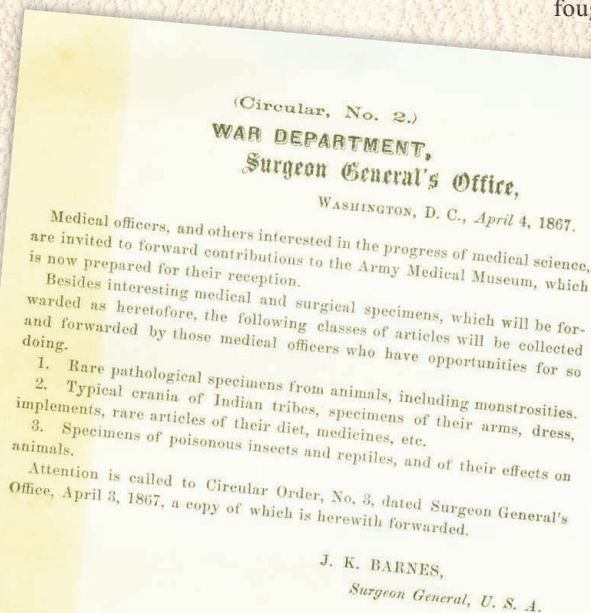 foug
(Circular, No. 2.)
WAR DEPARTMENT,
Surgeon General's Office,
WASHINGTON, D. C., April 4, 1867.
Medical officers, and others interested in the progress of medical science,
are invited to forward contributions to the Army Medical Museum, which
is now prepared for their reception.
Besides interesting medical and surgical specimens, which will be for-
warded as heretofore, the following classes of articles will be collected
and forwarded by those medical officers who have opportunities for so
doing.
1. Rare pathological specimens from animals, including monstrosities.
2. Typical crania of Indian tribes, specimens of their arms, dress,
implements, rare articles of their diet, medicines, etc.
3. Specimens of poisonous insects and reptiles, and of their effects on
animals.
Attention is called to Circular Order, No. 3, dated Surgeon General's
Office, April 3, 1867, a copy of which is herewith forwarded.
J. K. BARNES,
Surgeon General, U. S. A.